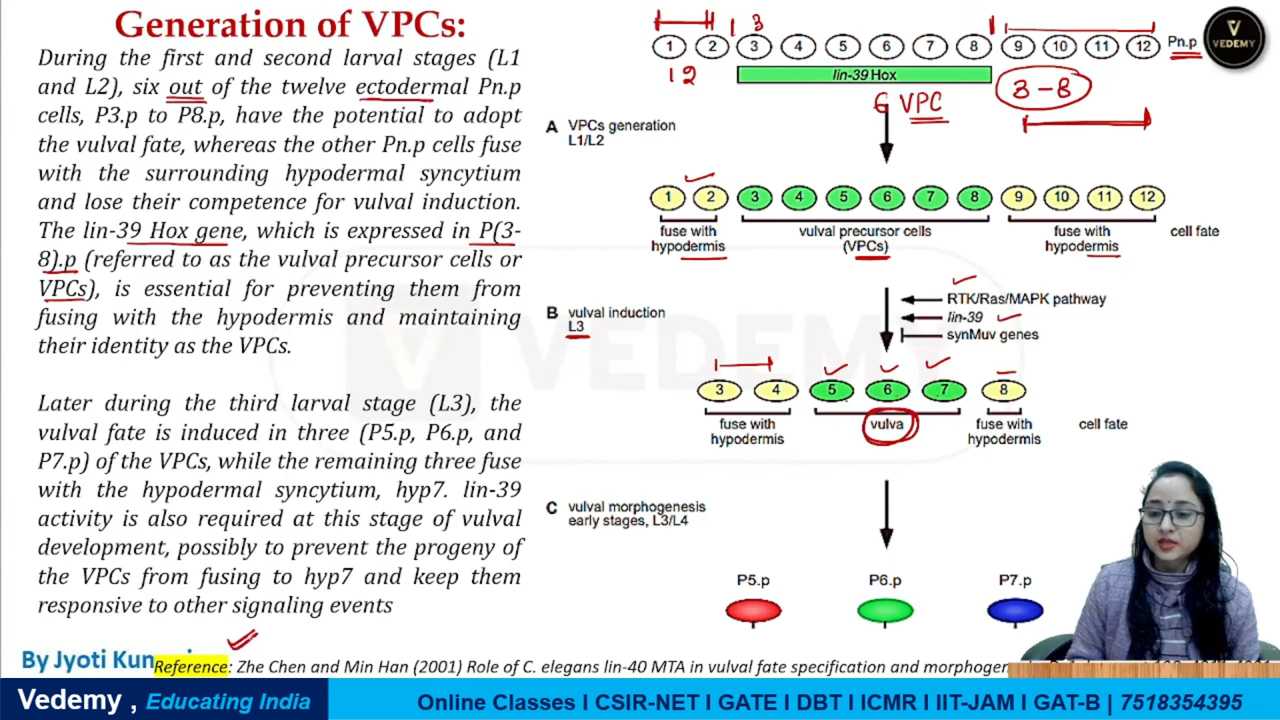 Generation of VPCs:
During the first and second larval stages (L1
and L2), six out of the twelve ectodermal Pn.p
cells, P3.p to P8.p, have the potential to adopt
the vulval fate, whereas the other Pn.p cells fuse
with the surrounding hypodermal syncytium
and lose their competence for vulval induction.
The lin-39 Hox gene, which is expressed in P(3-
8).p (referred to as the vulval precursor cells or
VPCs), is essential for preventing them from
fusing with the hypodermis and maintaining
their identity as the VPCs.
Later during the third larval stage (L3), the
vulval fate is induced in three (P5.p, P6.p, and
P7.p) of the VPCs, while the remaining three fuse
with the hypodermal syncytium, hyp7. lin-39
activity is also required at this stage of vulval
development, possibly to prevent the progeny of
the VPCs from fusing to hyp7 and keep them
responsive to other signaling events
3
1 2 3 4 5 6 7 8 9 10 11 12 Pn.p
VEDEMY
1 2
lin-39 Hox
3-8
6 VPC
A VPCs generation
L1/L2
1 2 3 4 5 6 7 8 9 10 11 12
fuse with
hypodermis
vulval precursor cells
(VPCs)
fuse with
hypodermis
cell fate
B vulval induction
L3
RTK/Ras/MAPK pathway
lin-39
synMuv genes
VEDEMY
3 4 5 6 7 8
fuse with
hypodermis
vulva
fuse with
hypodermis
cell fate
C vulval morphogenesis
early stages, L3/L4
P5.p P6.p P7.p
By Jyoti
Reference: Zhe Chen and Min Han (2001) Role of C. elegans lin-40 MTA in vulval fate specification and
Vedemy , Educating India
Online Classes I CSIR-NET I GATE I DBT I ICMR I IIT-JAM I GAT-B | 7518354395